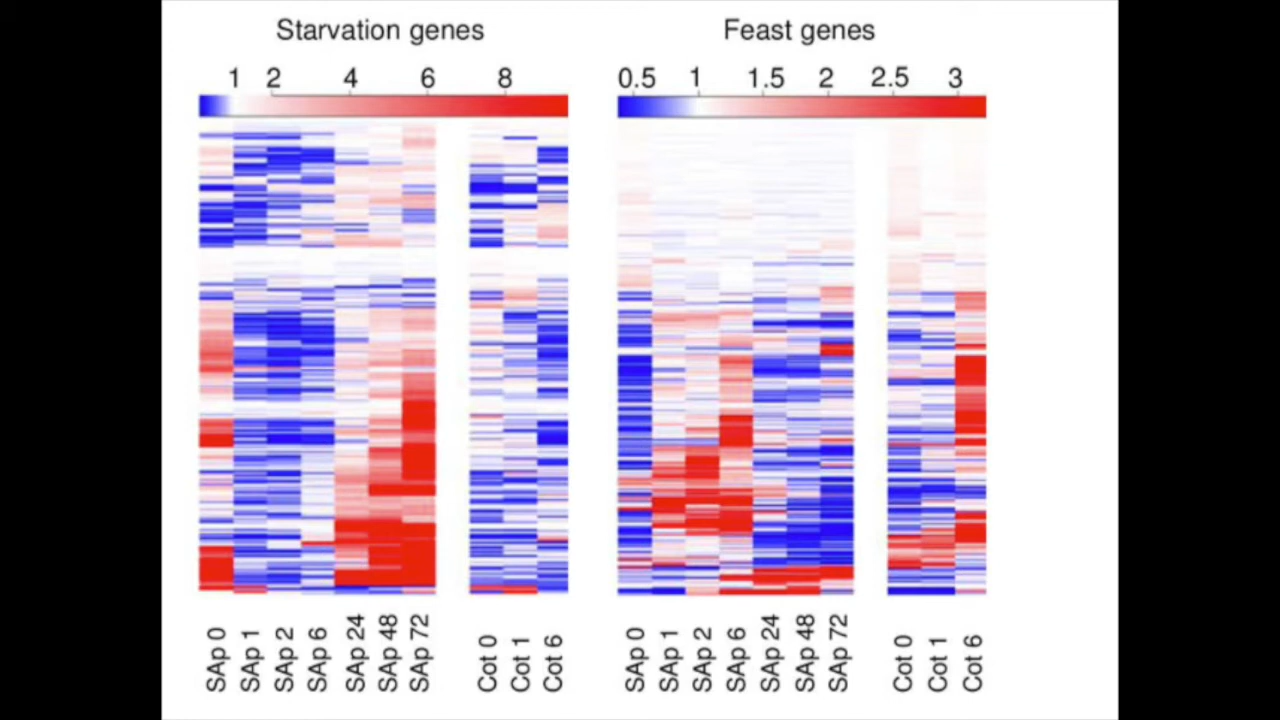 Starvation genes
Feast genes
1 2 4 6 8
0.5 1 1.5 2 2.5 3
SAp 0
SAp 1
SAp 2
SAp 6
SAp 24
SAp 48
SAp 72
Cot 0
Cot 1
Cot 6
SAp 0
SAp 1
SAp 2
SAp 6
SAp 24
SAp 48
SAp 72
Cot 0
Cot 1
Cot 6